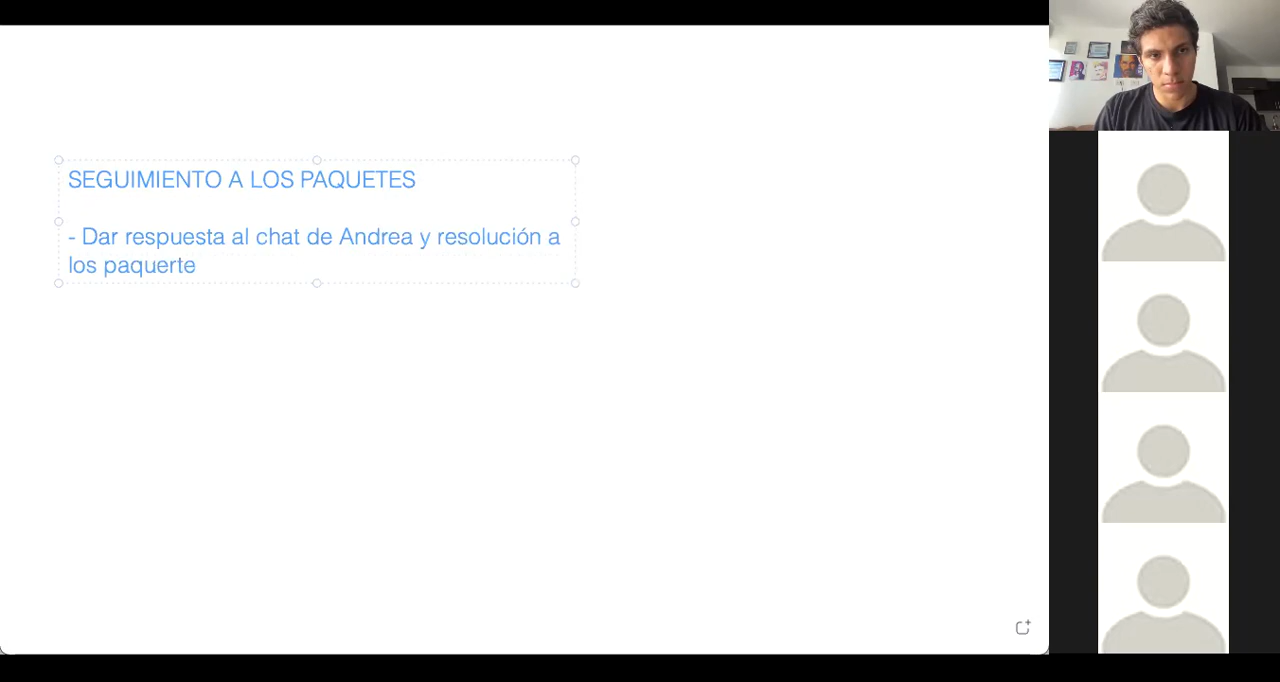 SEGUIMIENTO A LOS PAQUETES
- Dar respuesta al chat de Andrea y resolución a
los paquerte